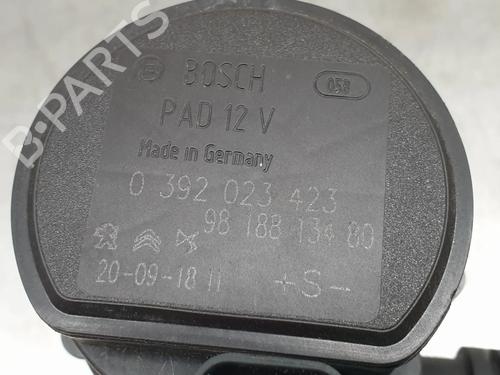 BOSCH 058
PAD 12 V
Made in Germany
0 392 023 423
98 188 134 80
20-09-18 11 +S-
B-PARTS